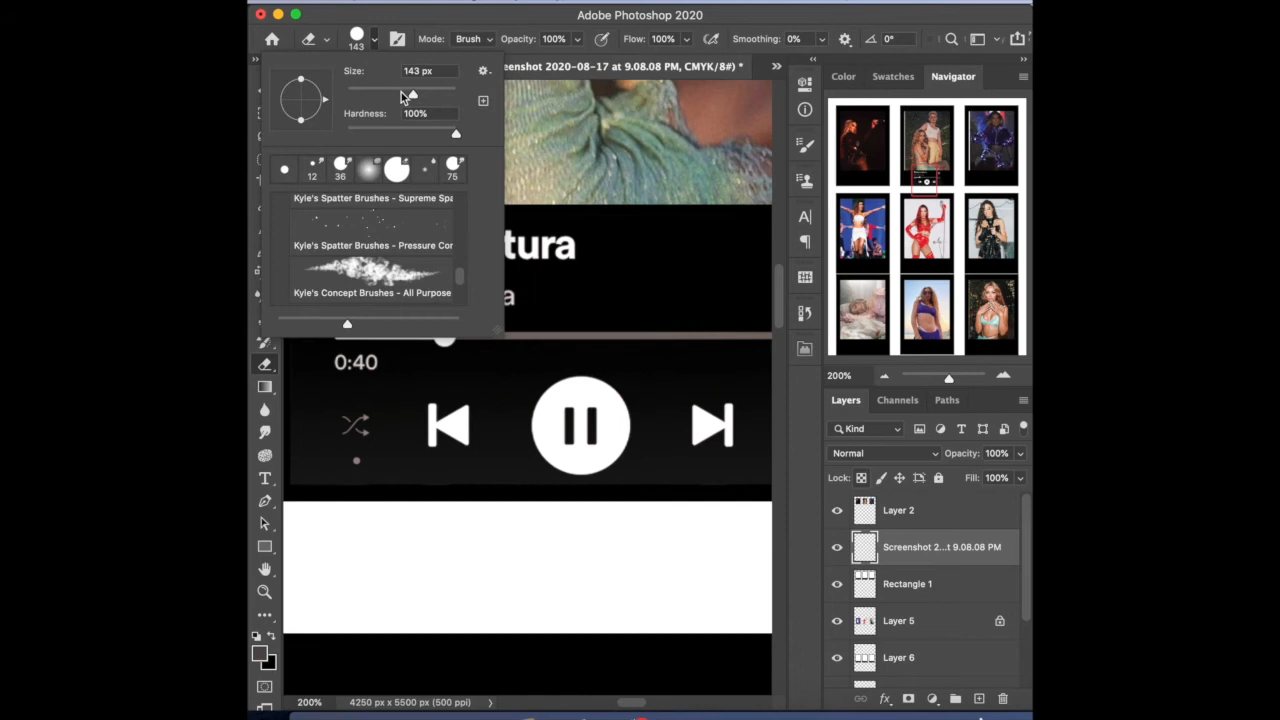 Adobe Photoshop 2020
143
Mode: Brush
Opacity: 100%
Flow: 100%
Smoothing: 0%
0°
Size:
143 px
eenshot 2020-08-17 at 9.08.08 PM, CMYK/8#) *
Hardness:
100%
12
36
75
Kyle's Spatter Brushes - Supreme Spa
Kyle's Spatter Brushes - Pressure Cor
Kyle's Concept Brushes - All Purpose
tura
a
0:40
Color
Swatches
Navigator
200%
Layers
Channels
Paths
Kind
Normal
Opacity: 100%
Lock:
Fill: 100%
Layer 2
Screenshot 2...t 9.08.08 PM
Rectangle 1
Layer 5
Layer 6
200%
4250 px x 5500 px (500 ppi)